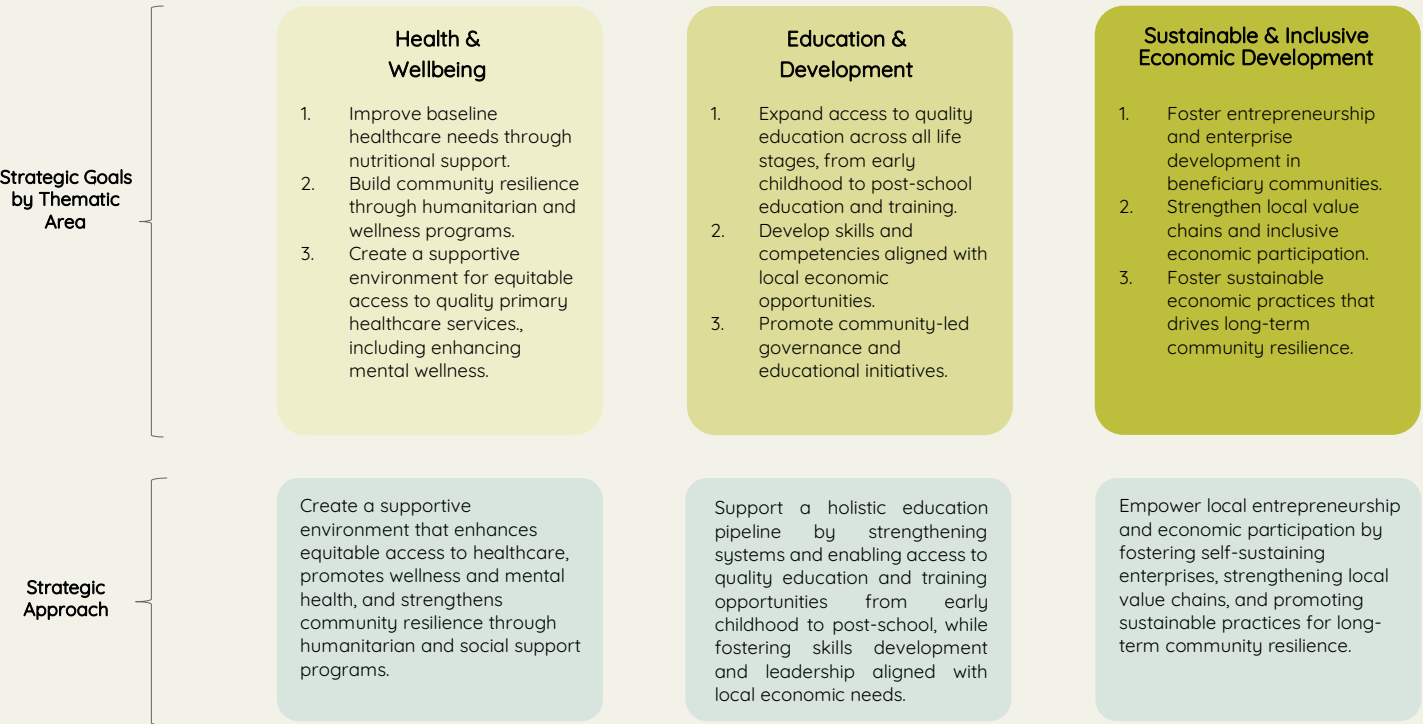 Strategic Goals
by Thematic
Area
Health &
Wellbeing
1. Improve baseline
healthcare needs through
nutritional support.
2. Build community resilience
through humanitarian and
wellness programs.
3. Create a supportive
environment for equitable
access to quality primary
healthcare services.,
including enhancing
mental wellness.
Education &
Development
1. Expand access to quality
education across all life
stages, from early
childhood to post-school
education and training.
2. Develop skills and
competencies aligned with
local economic
opportunities.
3. Promote community-led
governance and
educational initiatives.
Sustainable & Inclusive
Economic Development
1. Foster entrepreneurship
and enterprise
development in
beneficiary communities.
2. Strengthen local value
chains and inclusive
economic participation.
3. Foster sustainable
economic practices that
drives long-term
community resilience.
Strategic
Approach
Create a supportive
environment that enhances
equitable access to healthcare,
promotes wellness and mental
health, and strengthens
community resilience through
humanitarian and social support
programs.
Support a holistic education
pipeline by strengthening
systems and enabling access to
quality education and training
opportunities from early
childhood to post-school, while
fostering skills development
and leadership aligned with
local economic needs.
Empower local entrepreneurship
and economic participation by
fostering self-sustaining
enterprises, strengthening local
value chains, and promoting
sustainable practices for long-
term community resilience.